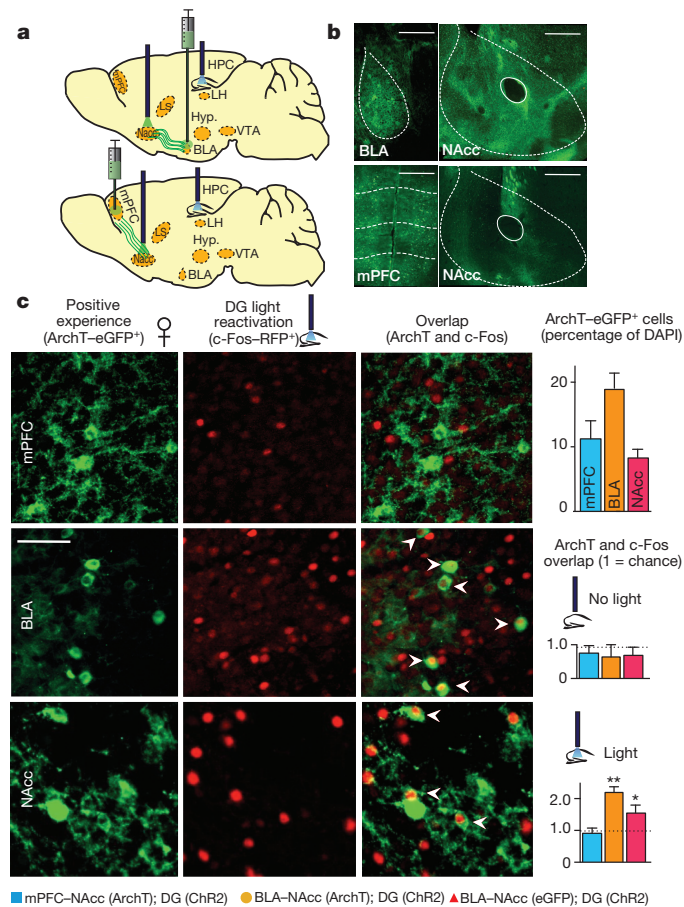 a
HPC
LH
mPFC
LS
Hyp.
Nacc
VTA
BLA
mPFC
HPC
LH
LS
Hyp.
VTA
Nacc
BLA
b
BLA
NAcc
mPFC
NAcc
c
Positive
experience
(ArchT–eGFP⁺)
DG light
reactivation
(c-Fos–RFP⁺)
Overlap
(ArchT and c-Fos)
ArchT–eGFP⁺ cells
(percentage of DAPI)
mPFC
20
10
0
mPFC
BLA
NAcc
BLA
ArchT and c-Fos
overlap (1 = chance)
No light
1.0
0
NAcc
Light
** *
2.0
1.0
0
mPFC–NAcc (ArchT); DG (ChR2) BLA–NAcc (ArchT); DG (ChR2) BLA–NAcc (eGFP); DG (ChR2)